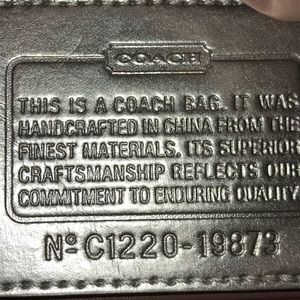 COACH
THIS IS A COACH BAG. IT WAS
HANDCRAFTED IN CHINA FROM THE
FINEST MATERIALS. ITS SUPERIOR
CRAFTSMANSHIP REFLECTS OUR
COMMITMENT TO ENDURING QUALITY.
Nº C1220-19873